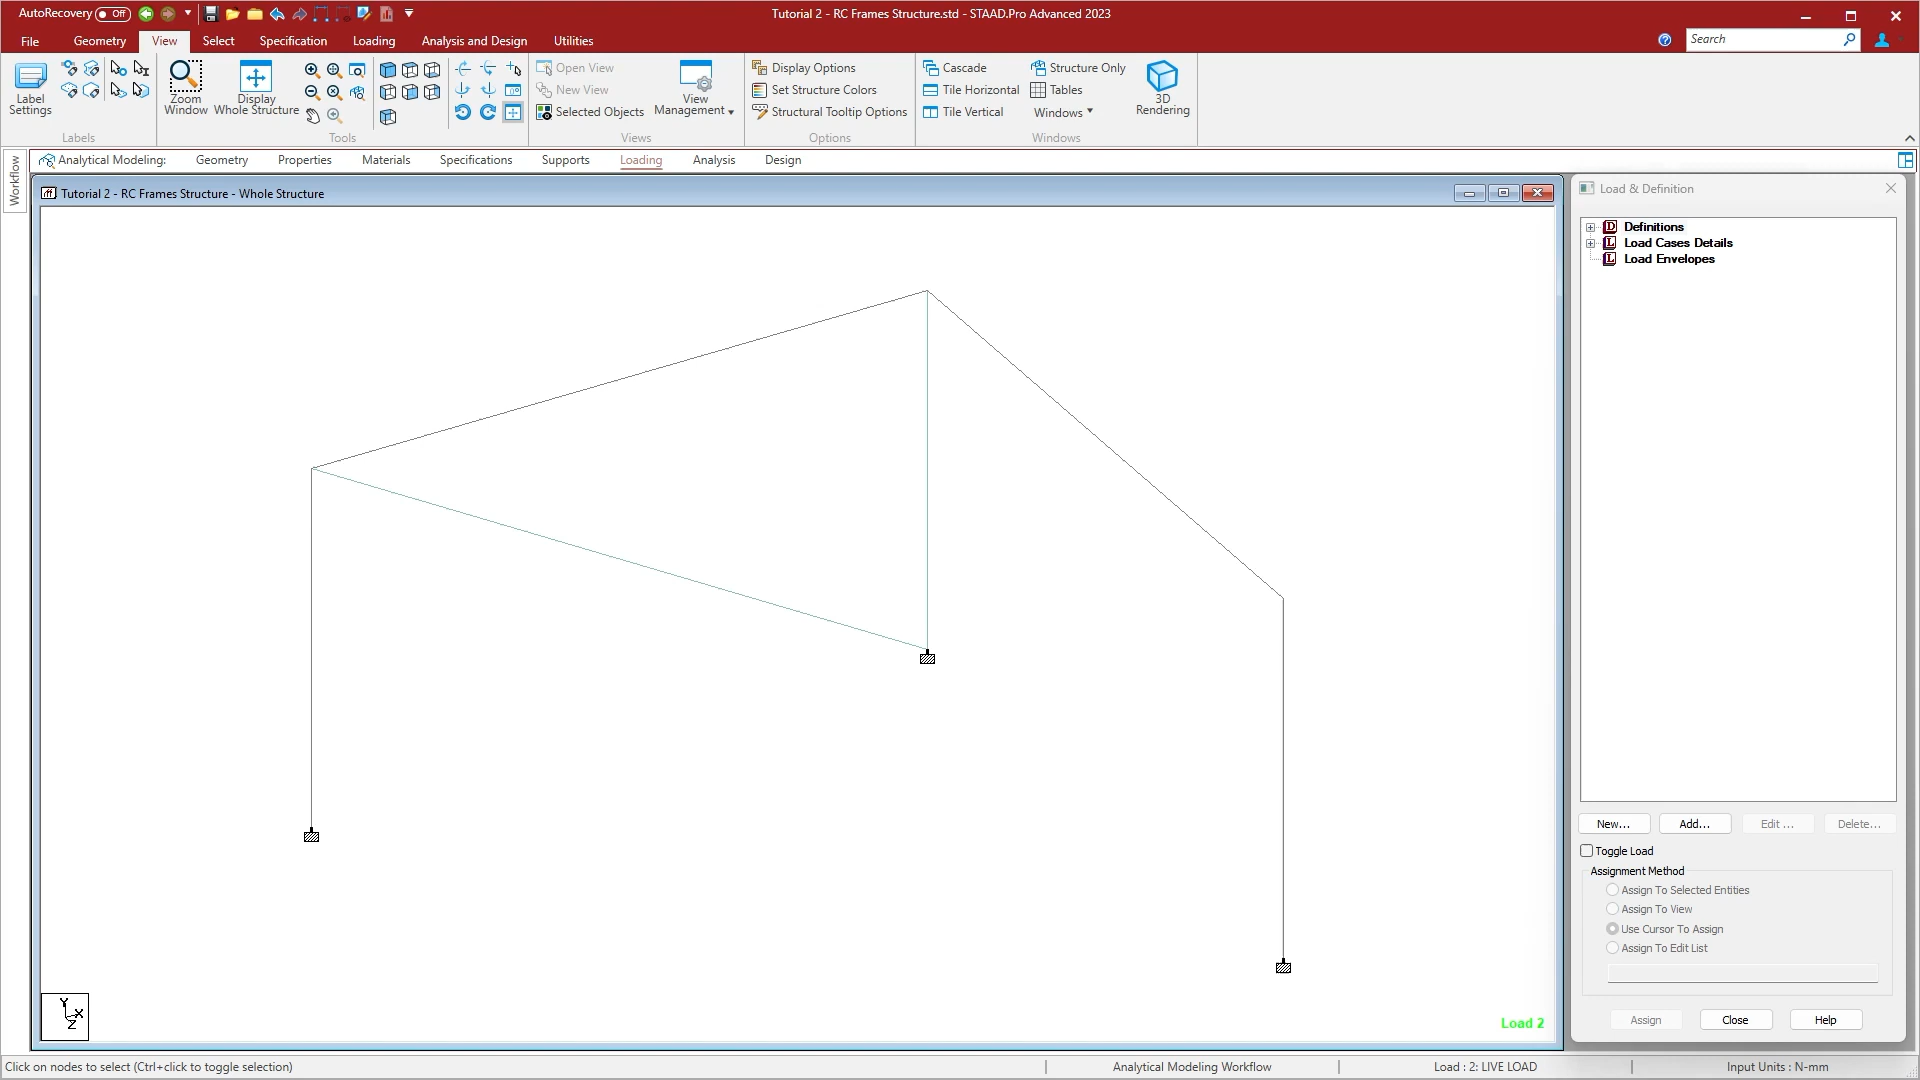 AutoRecovery Off
Tutorial 2 - RC Frames Structure.std - STAAD.Pro Advanced 2023
File Geometry View Select Specification Loading Analysis and Design Utilities
Search
Label Settings
Labels
Zoom Window
Display Whole Structure
Tools
Open View
New View
Selected Objects
View Management
Views
Display Options
Set Structure Colors
Structural Tooltip Options
Options
Cascade
Tile Horizontal
Tile Vertical
Structure Only
Tables
Windows
Windows
3D Rendering
Workflow
Analytical Modeling: Geometry Properties Materials Specifications Supports Loading Analysis Design
Tutorial 2 - RC Frames Structure - Whole Structure
Y
X
Z
Load 2
Load & Definition
D Definitions
L Load Cases Details
L Load Envelopes
New... Add... Edit ... Delete...
Toggle Load
Assignment Method
Assign To Selected Entities
Assign To View
Use Cursor To Assign
Assign To Edit List
Assign Close Help
Click on nodes to select (Ctrl+click to toggle selection)
Analytical Modeling Workflow
Load : 2: LIVE LOAD
Input Units : N-mm